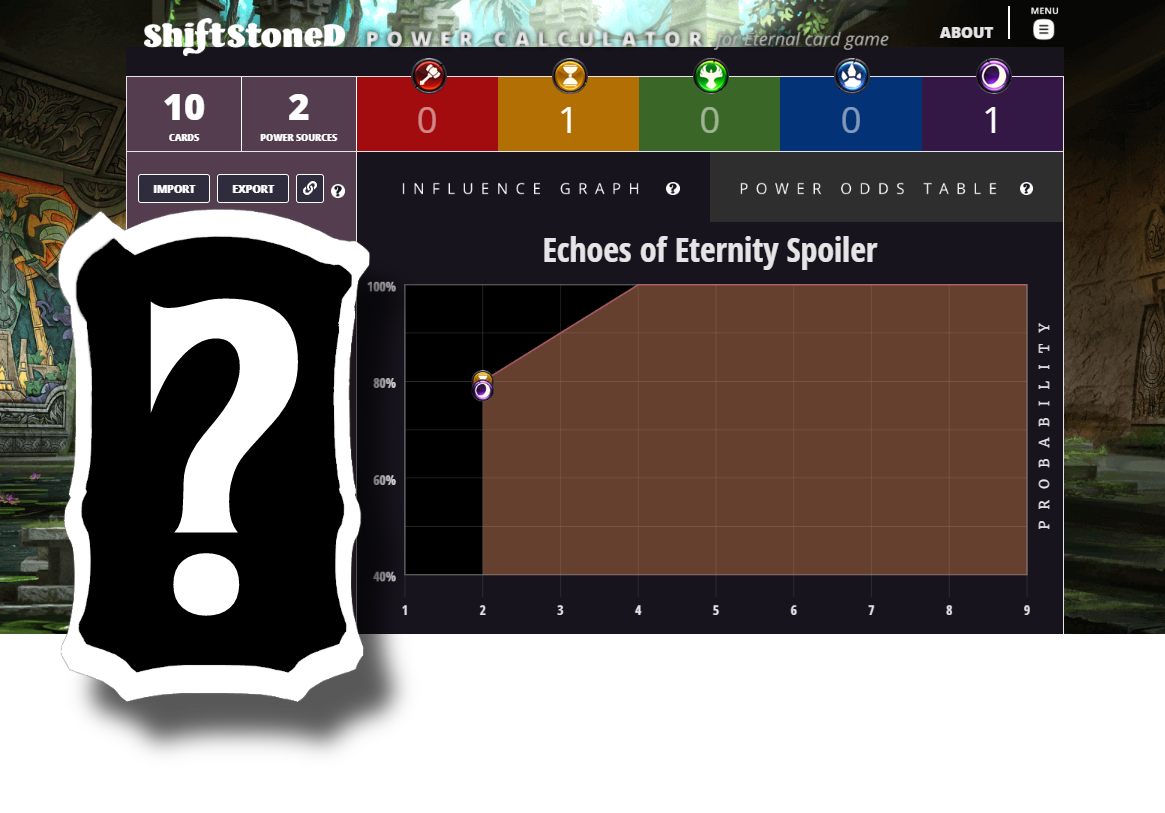 ShiftStoneD POWER CALCULATOR for Eternal card game
ABOUT
MENU
10
CARDS
2
POWER SOURCES
0
1
0
0
1
IMPORT
EXPORT
?
INFLUENCE GRAPH ?
POWER ODDS TABLE ?
Echoes of Eternity Spoiler
100%
80%
60%
40%
1 2 3 4 5 6 7 8 9
PROBABILITY
?